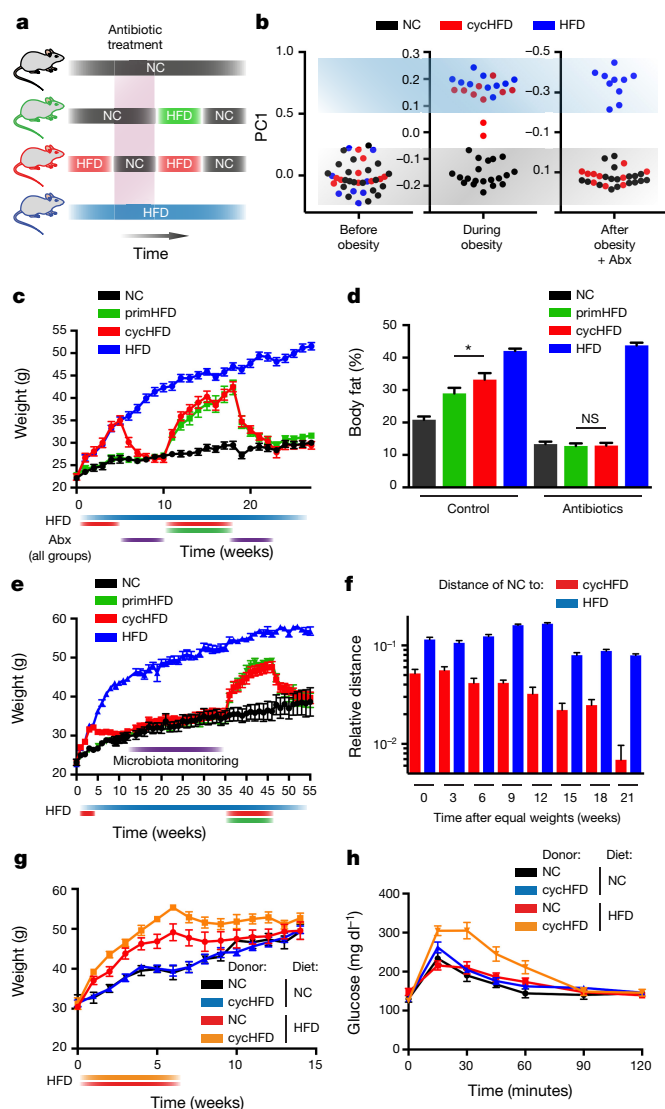 a
Antibiotic
treatment
NC
NC HFD NC
HFD NC HFD NC
HFD
Time
b
NC cycHFD HFD
PC1
1.0
0.5
0.0
0.3
0.2
0.1
0.0
−0.1
−0.2
−0.5
−0.3
−0.1
0.1
Before
obesity
During
obesity
After
obesity
+ Abx
c
NC
primHFD
cycHFD
HFD
Weight (g)
55
50
45
40
35
30
25
20
0 10 20
HFD
Abx
(all groups)
Time (weeks)
d
NC
primHFD
cycHFD
HFD
Body fat (%)
50
40
30
20
10
0
*
NS
Control Antibiotics
e
NC
primHFD
cycHFD
HFD
Weight (g)
60
50
40
30
20
Microbiota monitoring
0 5 10 15 20 25 30 35 40 45 50 55
HFD
Time (weeks)
f
Distance of NC to: cycHFD
HFD
Relative distance
10⁻¹
10⁻²
0 3 6 9 12 15 18 21
Time after equal weights (weeks)
g
Weight (g)
60
50
40
30
20
Donor: Diet:
NC
cycHFD
NC
NC
cycHFD
HFD
0 5 10 15
HFD
Time (weeks)
h
Donor: Diet:
NC
cycHFD
NC
NC
cycHFD
HFD
Glucose (mg dl⁻¹)
400
300
200
100
0
0 30 60 90 120
Time (minutes)